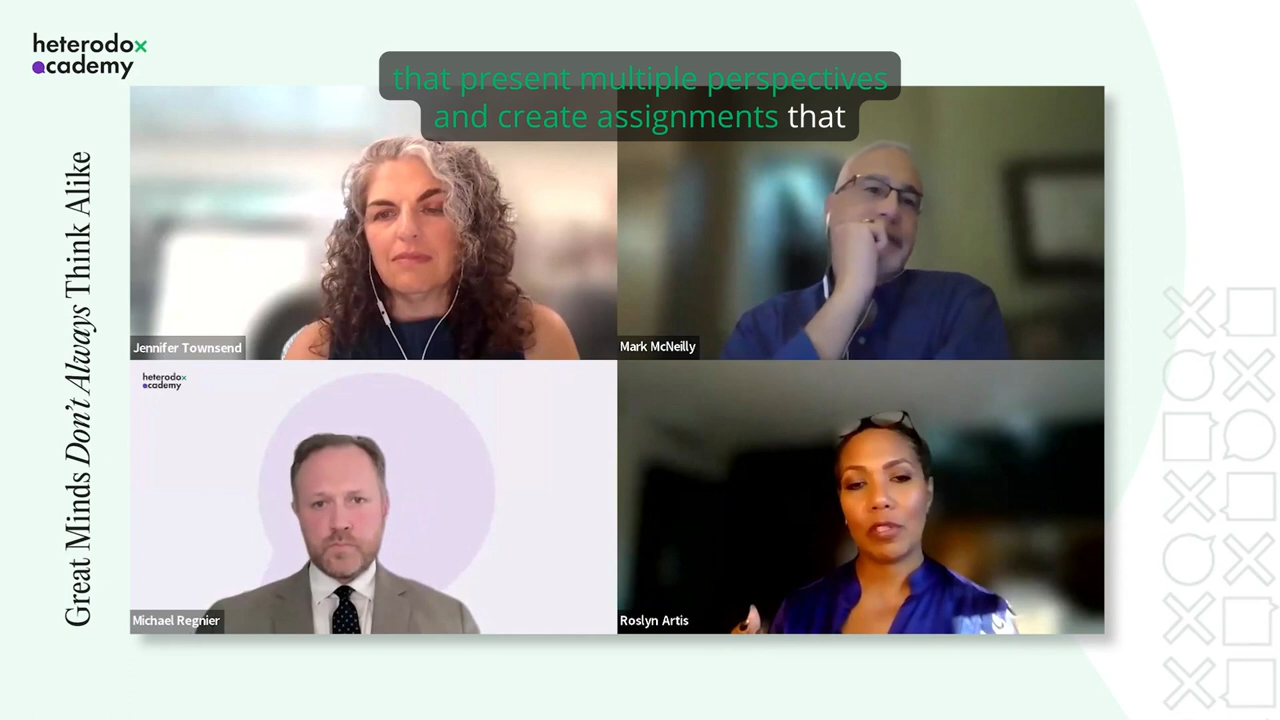 heterodox
academy
that present multiple perspectives
and create assignments that
Great Minds Don't Always Think Alike
Jennifer Townsend
Mark McNeilly
heterodox
academy
Michael Regnier
Roslyn Artis